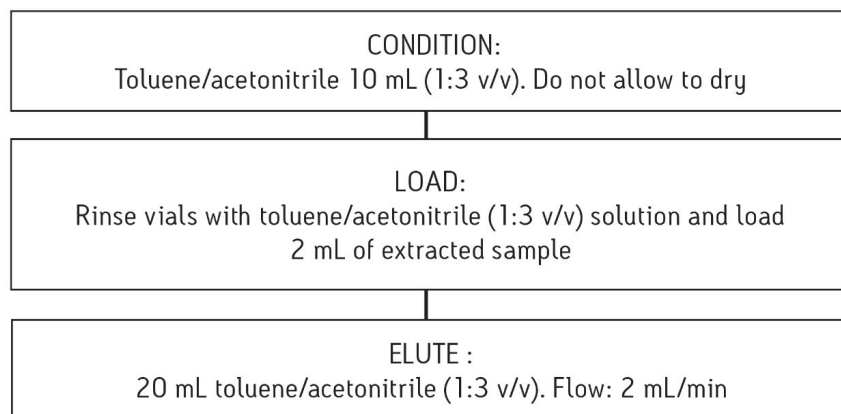 CONDITION:
Toluene/acetonitrile 10 mL (1:3 v/v). Do not allow to dry
LOAD:
Rinse vials with toluene/acetonitrile (1:3 v/v) solution and load
2 mL of extracted sample
ELUTE :
20 mL toluene/acetonitrile (1:3 v/v). Flow: 2 mL/min